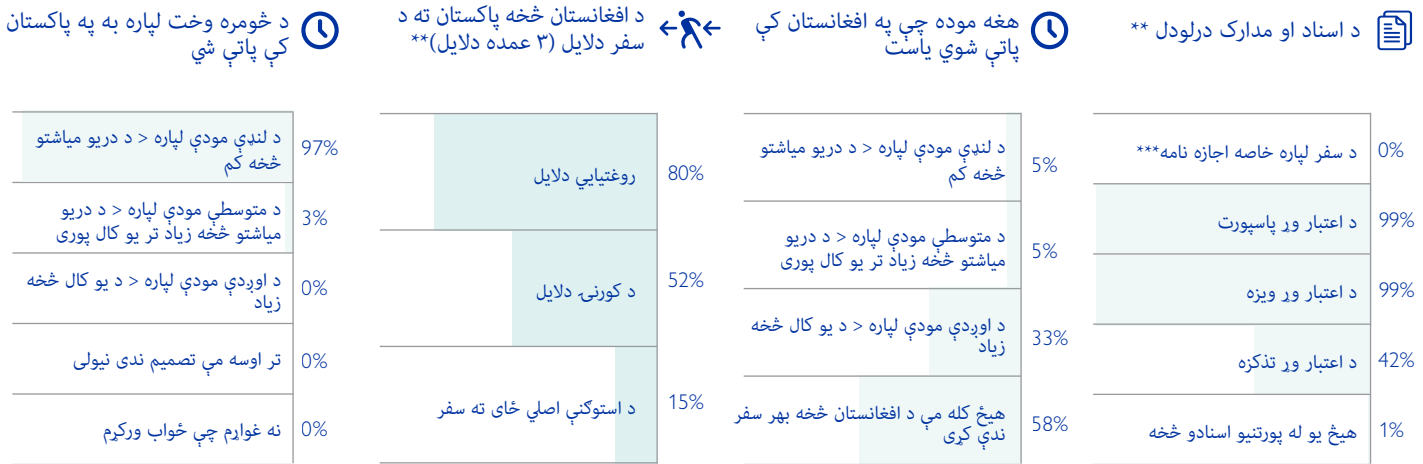 د اسناد او مدارک درلودل **
0%
د سفر لپاره خاصه اجازه نامه***
99%
د اعتبار وړ پاسپورت
99%
د اعتبار وړ ویزه
42%
د اعتبار وړ تذکزه
1%
هیڅ یو له پورتنیو اسنادو څخه
هغه موده چې په افغانستان کې
پاتې شوي یاست
5%
د لنډې مودې لپاره < د دریو میاشتو
څخه کم
5%
د متوسطې مودې لپاره < د دریو
میاشتو څخه زیاد تر یو کال پوری
33%
د اوږدې مودې لپاره < د یو کال څخه
زیاد
58%
هیڅ کله مې د افغانستان څخه بهر سفر
ندې کړی
د افغانستان څخه پاکستان ته د
سفر دلایل (۳ عمده دلایل)**
80%
روغتیایي دلایل
52%
د کورنۍ دلایل
15%
د استوګنې اصلي ځای ته سفر
د څومره وخت لپاره به په پاکستان
کې پاتې شي
97%
د لنډې مودې لپاره < د دریو میاشتو
څخه کم
3%
د متوسطې مودې لپاره < د دریو
میاشتو څخه زیاد تر یو کال پوری
0%
د اوږدې مودې لپاره < د یو کال څخه
زیاد
0%
تر اوسه مې تصمیم ندی نیولی
0%
نه غواړم چې ځواب ورکړم